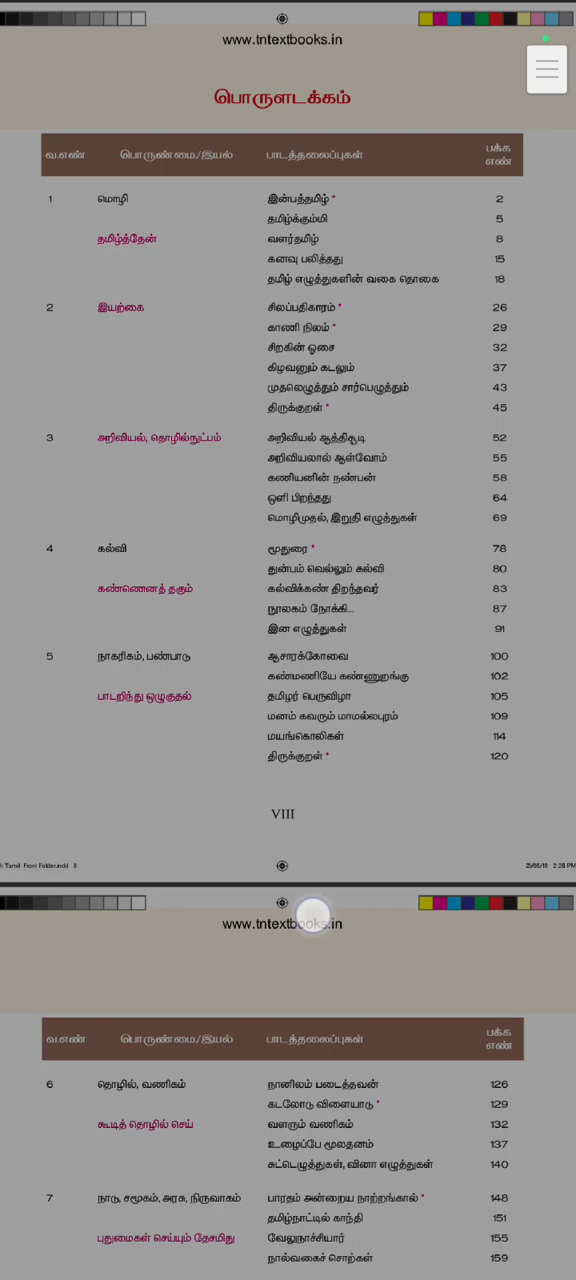 www.tntextbooks.in
பொருளடக்கம்
வ.எண் பொருண்மை/இயல் பாடத்தலைப்புகள் பக்க எண்
1 மொழி இன்பத்தமிழ் * 2
தமிழ்க்கும்மி 5
தமிழ்த்தேன் வளர்தமிழ் 8
கனவு பலித்தது 15
தமிழ் எழுத்துகளின் வகை தொகை 18
2 இயற்கை சிலப்பதிகாரம் * 26
காணி நிலம் * 29
சிறகின் ஓசை 32
கிழவனும் கடலும் 37
முதலெழுத்தும் சார்பெழுத்தும் 43
திருக்குறள் * 45
3 அறிவியல், தொழில்நுட்பம் அறிவியல் ஆத்திசூடி 52
அறிவியலால் ஆள்வோம் 55
கணியனின் நண்பன் 58
ஒளி பிறந்தது 64
மொழிமுதல், இறுதி எழுத்துகள் 69
4 கல்வி மூதுரை * 78
துன்பம் வெல்லும் கல்வி 80
கண்ணெனத் தகும் கல்விக்கண் திறந்தவர் 83
நூலகம் நோக்கி... 87
இன எழுத்துகள் 91
5 நாகரிகம், பண்பாடு ஆசாரக்கோவை 100
கண்மணியே கண்ணுறங்கு 102
பாடறிந்து ஒழுகுதல் தமிழர் பெருவிழா 105
மனம் கவரும் மாமல்லபுரம் 109
மயங்கொலிகள் 114
திருக்குறள் * 120
VIII
h Tamil Front Folder.indd 8 2:26 PM
www.tntextbooks.in
வ.எண் பொருண்மை/இயல் பாடத்தலைப்புகள் பக்க எண்
6 தொழில், வணிகம் நானிலம் படைத்தவன் 126
கடலோடு விளையாடு * 129
கூடித் தொழில் செய் வளரும் வணிகம் 132
உழைப்பே மூலதனம் 137
சுட்டெழுத்துகள், வினா எழுத்துகள் 140
7 நாடு, சமூகம், அரசு, நிருவாகம் பாரதம் அன்றைய நாற்றங்கால் * 148
தமிழ்நாட்டில் காந்தி 151
புதுமைகள் செய்யும் தேசமிது வேலுநாச்சியார் 155
நால்வகைச் சொற்கள் 159